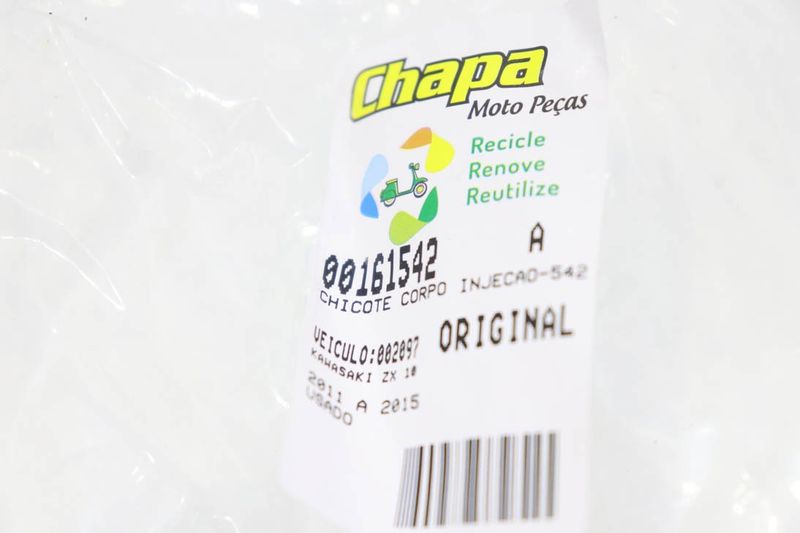 Chapa
Moto Peças
Recicle
Renove
Reutilize
00161542 A
CHICOTE CORPO INJECAO-542
VEICULO:002097 ORIGINAL
KAWASAKI ZX 10
2011 A 2015
USADO